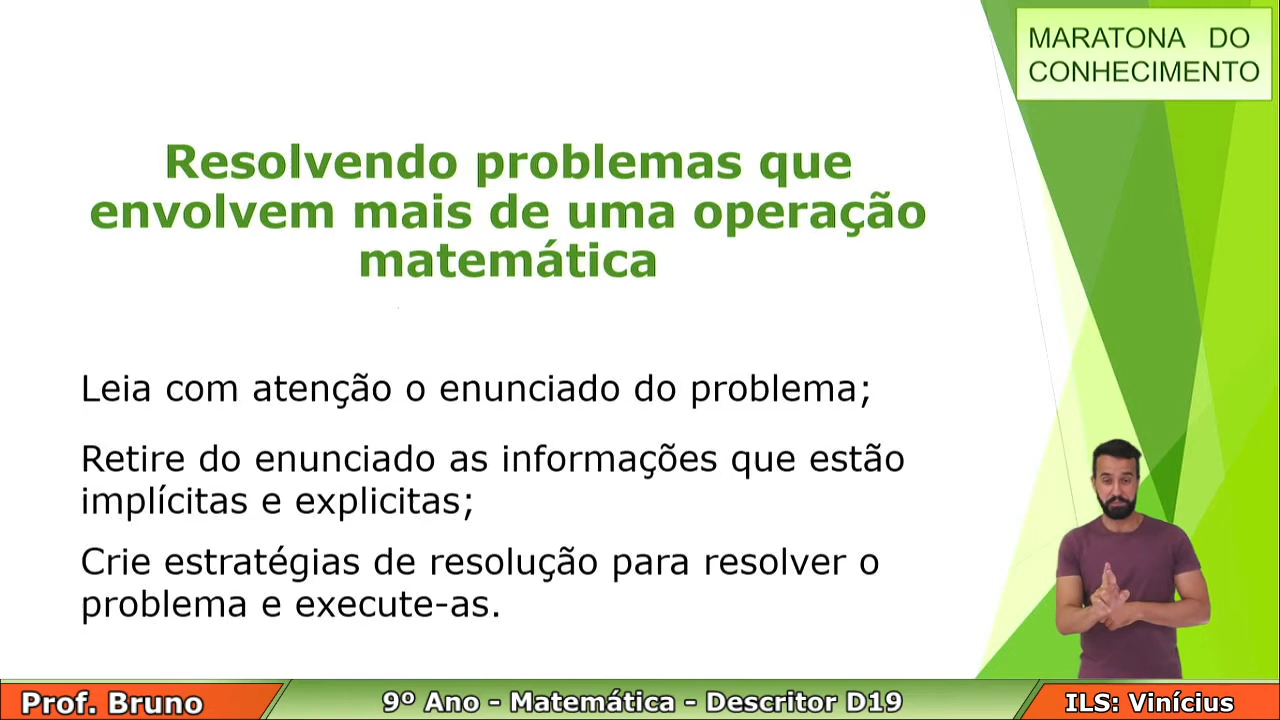 MARATONA DO
CONHECIMENTO
Resolvendo problemas que
envolvem mais de uma operação
matemática
Leia com atenção o enunciado do problema;
Retire do enunciado as informações que estão
implícitas e explicitas;
Crie estratégias de resolução para resolver o
problema e execute-as.
Prof. Bruno
9º Ano - Matemática - Descritor D19
ILS: Vinícius